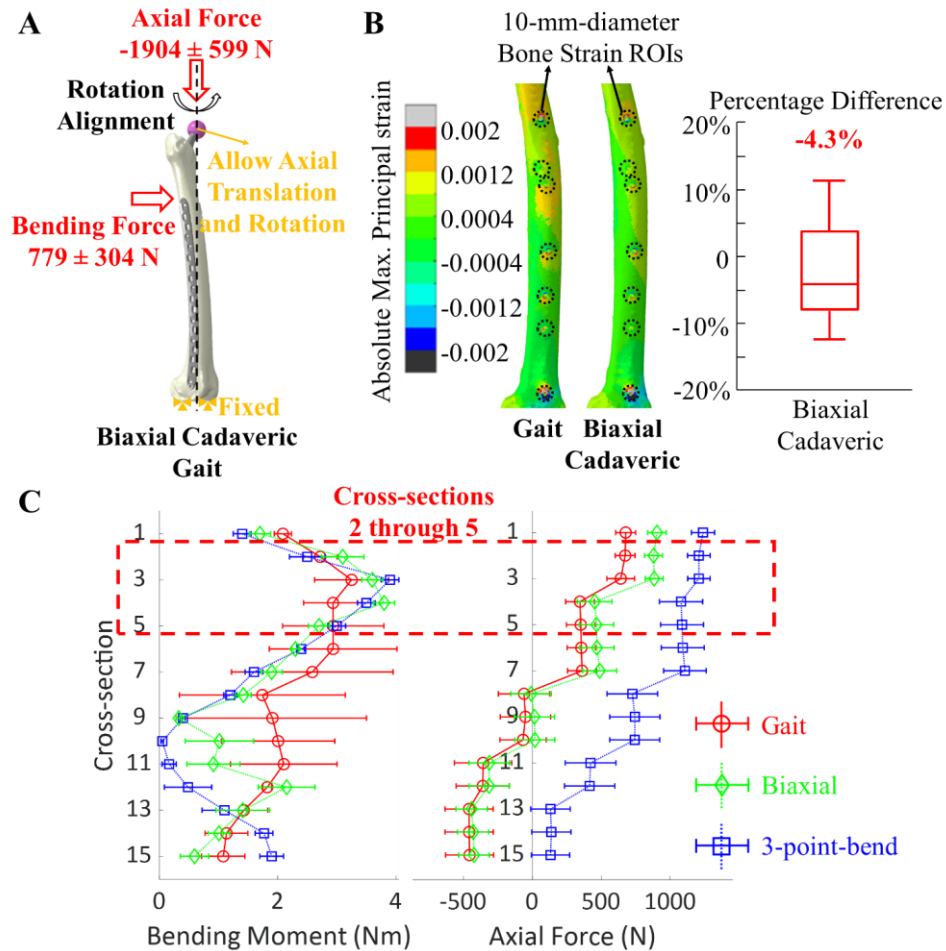 A
Axial Force
-1904 ± 599 N
Rotation
Alignment
Allow Axial
Translation
and Rotation
Bending Force
779 ± 304 N
Fixed
Biaxial Cadaveric
Gait
B
10-mm-diameter
Bone Strain ROIs
Absolute Max. Principal strain
0.002
0.0012
0.0004
-0.0004
-0.0012
-0.002
Gait
Biaxial
Cadaveric
Percentage Difference
20%
-4.3%
10%
0
-10%
-20%
Biaxial
Cadaveric
C
Cross-sections
2 through 5
Cross-section
1
3
5
7
9
11
13
15
0
2
4
Bending Moment (Nm)
1
3
5
7
9
11
13
15
-500
0
500
1000
Axial Force (N)
Gait
Biaxial
3-point-bend